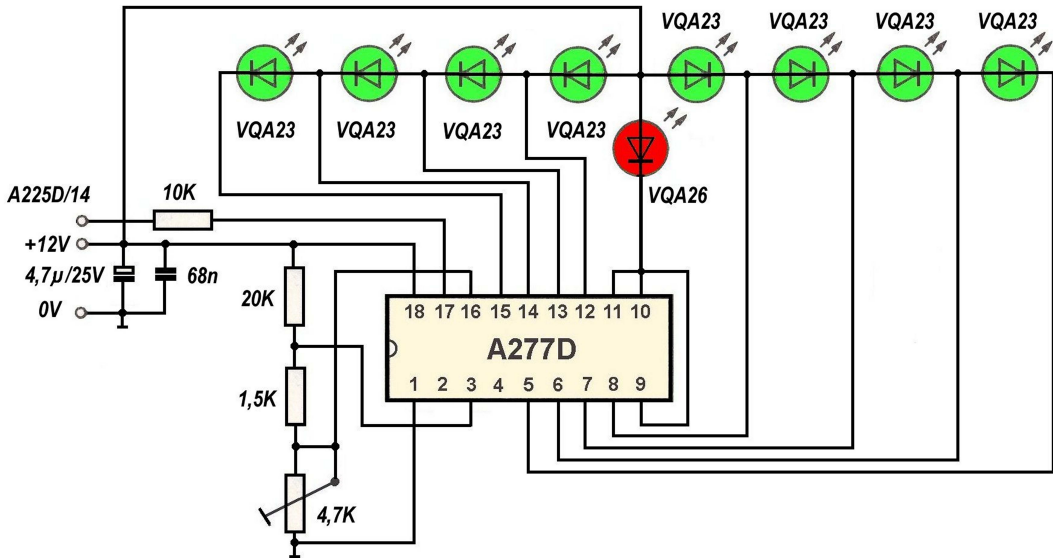 VQA23 VQA23 VQA23 VQA23
VQA23 VQA23 VQA23 VQA23
VQA26
A225D/14
10K
+12V
4,7µ/25V
68n
0V
20K
18 17 16 15 14 13 12 11 10
A277D
1 2 3 4 5 6 7 8 9
1,5K
4,7K